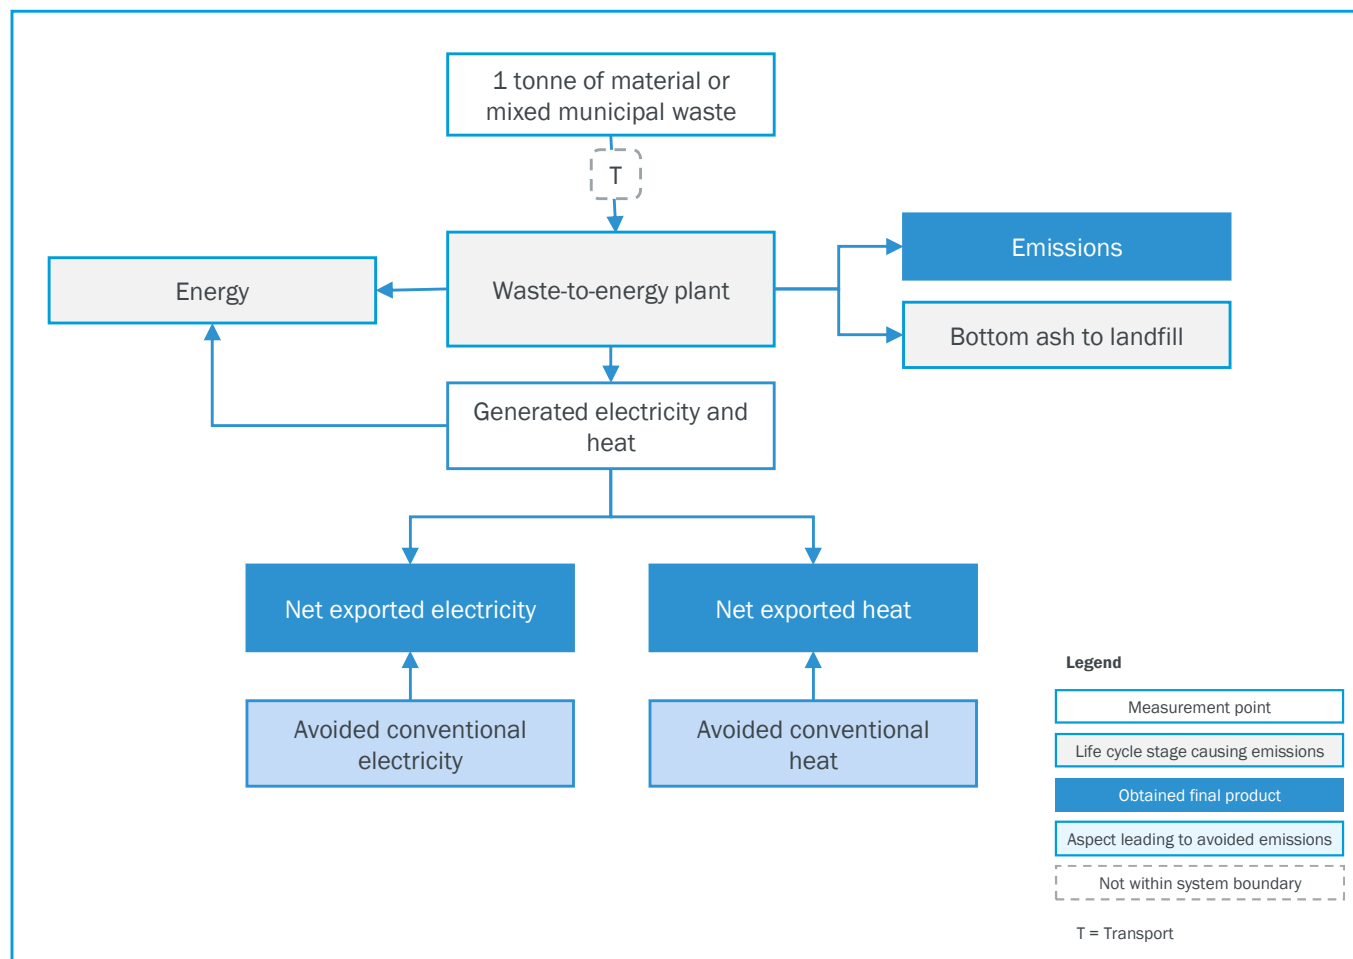 1 tonne of material or
mixed municipal waste
T
Emissions
Energy
Waste-to-energy plant
Bottom ash to landfill
Generated electricity and
heat
Net exported electricity
Net exported heat
Avoided conventional
electricity
Avoided conventional
heat
Legend
Measurement point
Life cycle stage causing emissions
Obtained final product
Aspect leading to avoided emissions
Not within system boundary
T = Transport